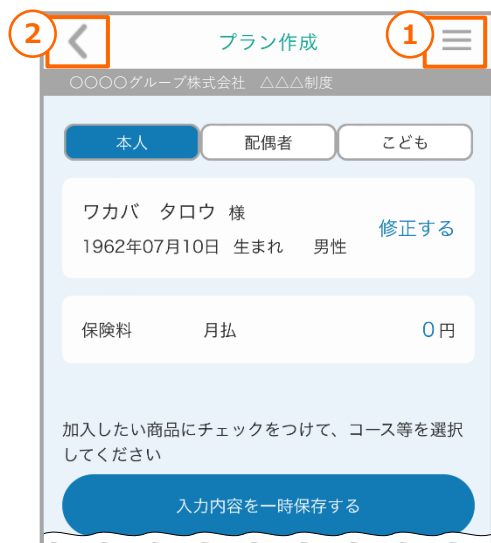 ② プラン作成 ①
○○○○グループ株式会社 △△△制度
本人 配偶者 こども
ワカバ タロウ 様
修正する
1962年07月10日 生まれ 男性
保険料 月払 0円
加入したい商品にチェックをつけて、コース等を選択
してください
入力内容を一時保存する